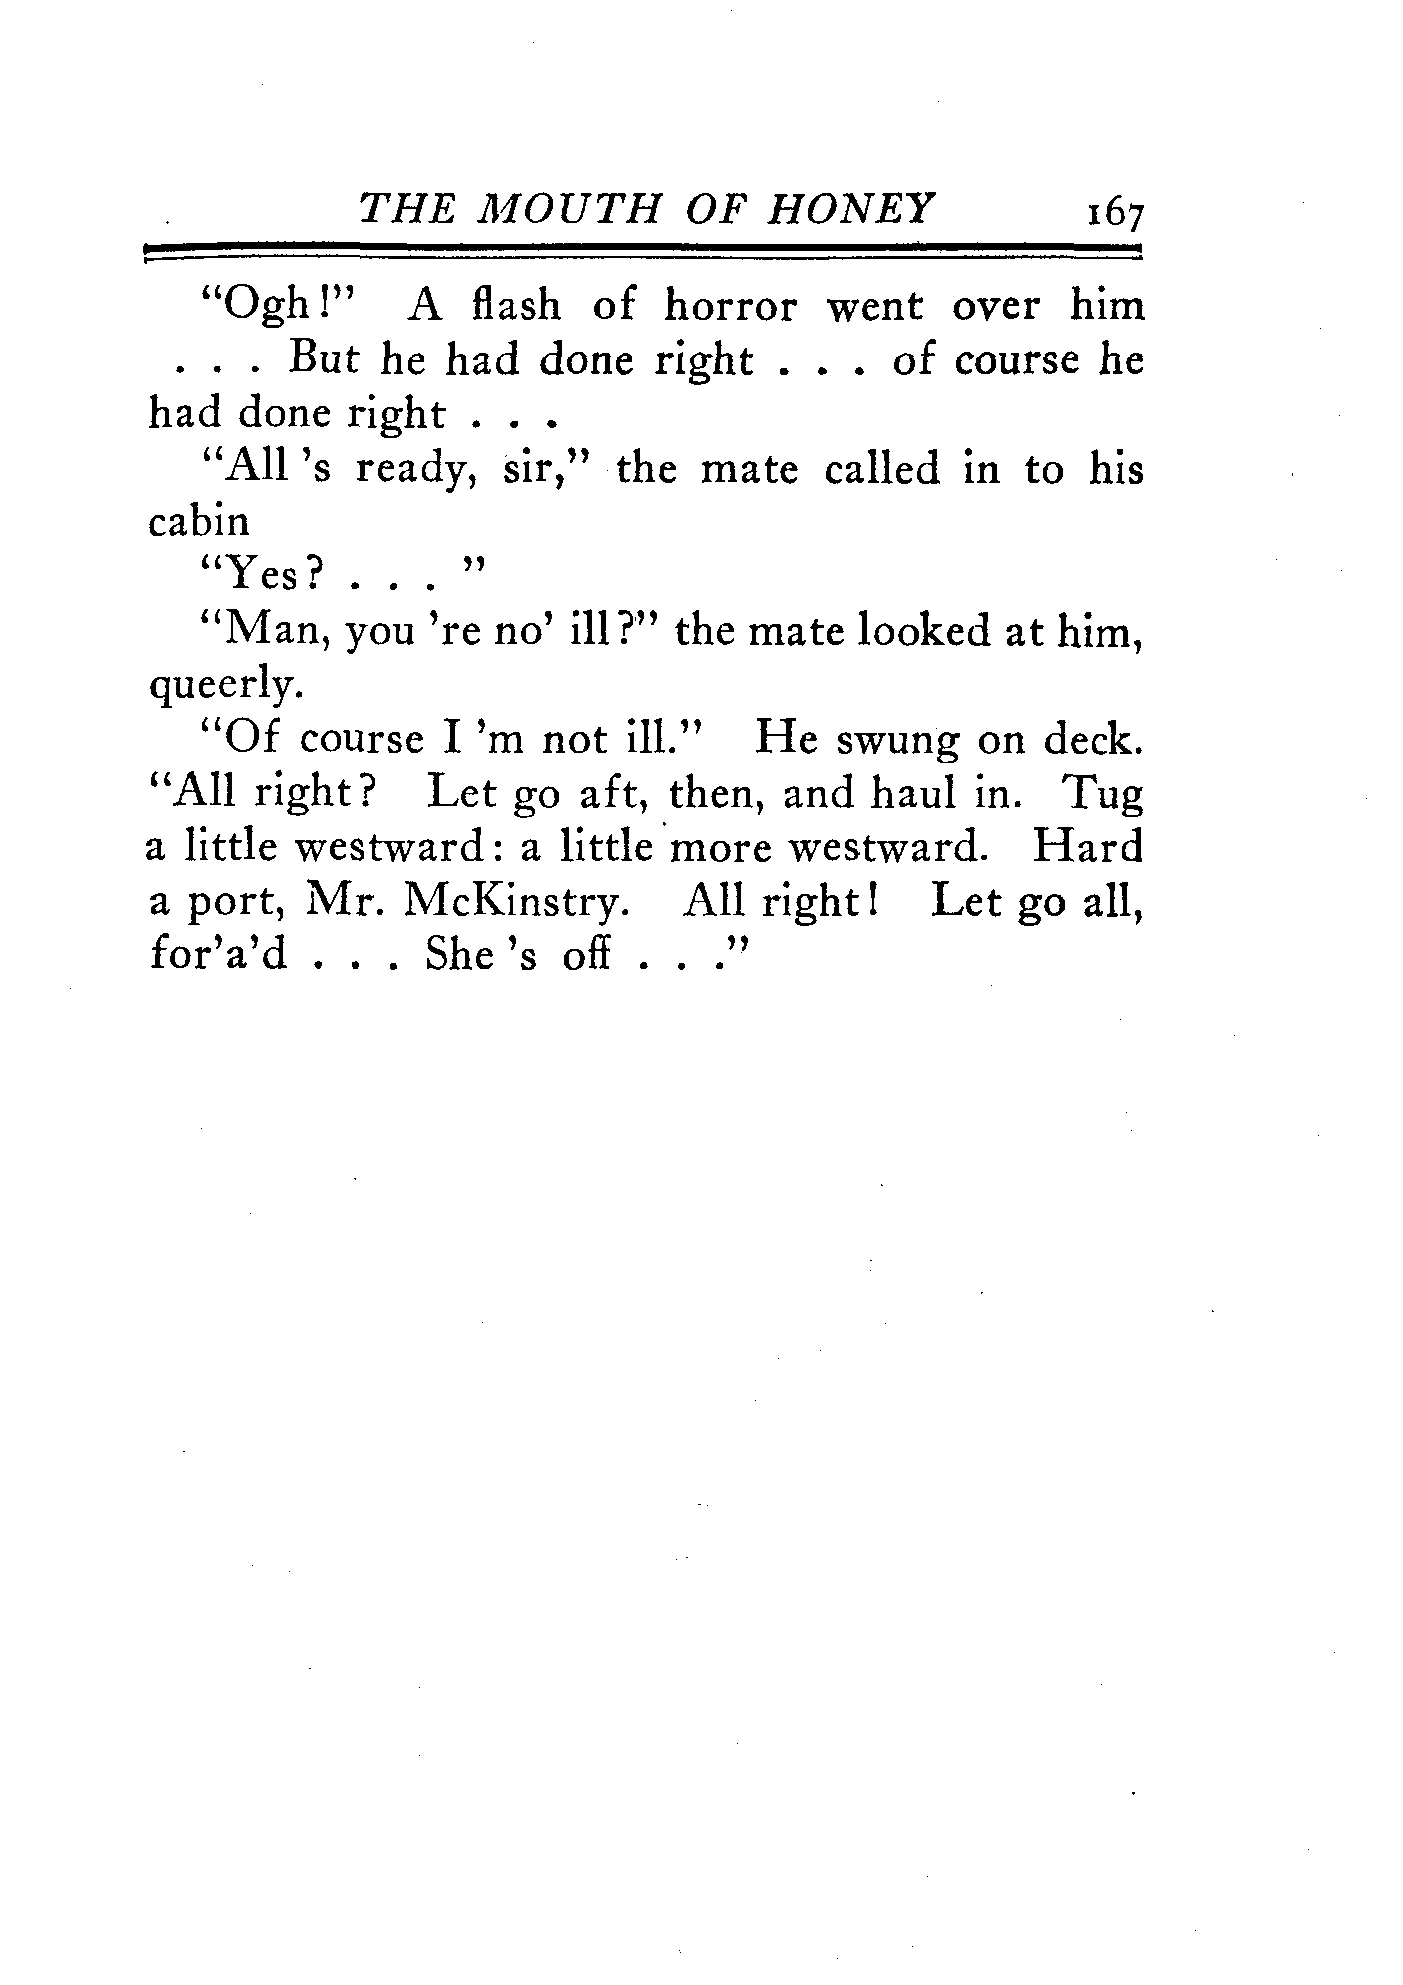 THE MOUTH OF HONEY 167
“Ogh!” A flash of horror went over him
. . . But he had done right . . . of course he
had done right . . .
“All 's ready, sir,” the mate called in to his
cabin
“Yes? . . . ”
“Man, you 're no' ill?” the mate looked at him,
queerly.
“Of course I 'm not ill.” He swung on deck.
“All right? Let go aft, then, and haul in. Tug
a little westward: a little more westward. Hard
a port, Mr. McKinstry. All right! Let go all,
for'a'd . . . She 's off . . .”